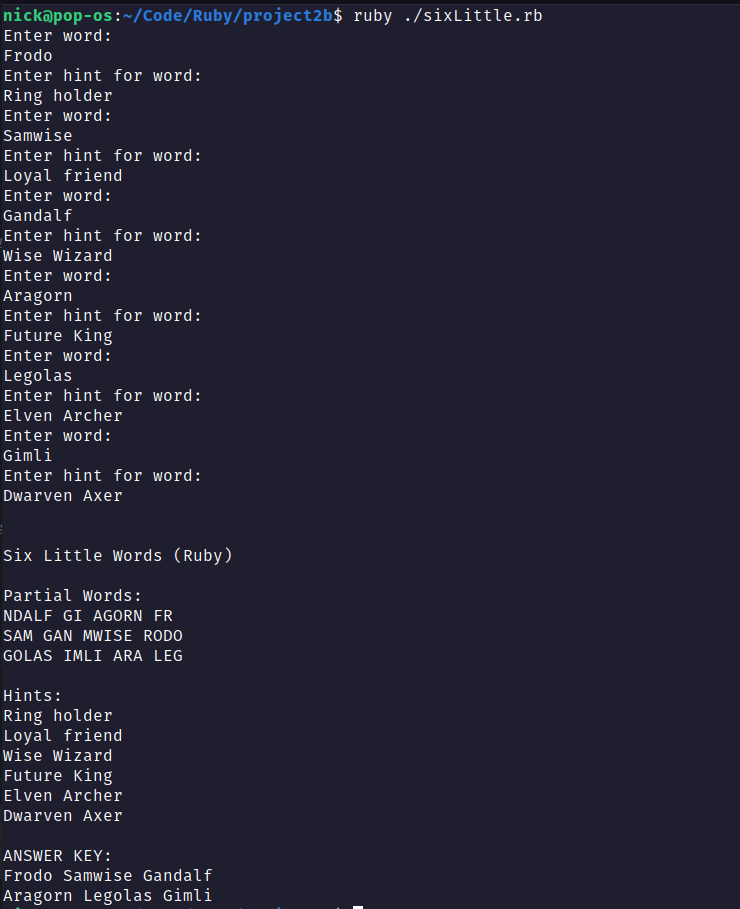 nick@pop-os:~/Code/Ruby/project2b$ ruby ./sixLittle.rb
Enter word:
Frodo
Enter hint for word:
Ring holder
Enter word:
Samwise
Enter hint for word:
Loyal friend
Enter word:
Gandalf
Enter hint for word:
Wise Wizard
Enter word:
Aragorn
Enter hint for word:
Future King
Enter word:
Legolas
Enter hint for word:
Elven Archer
Enter word:
Gimli
Enter hint for word:
Dwarven Axer
Six Little Words (Ruby)
Partial Words:
NDALF GI AGORN FR
SAM GAN MWISE RODO
GOLAS IMLI ARA LEG
Hints:
Ring holder
Loyal friend
Wise Wizard
Future King
Elven Archer
Dwarven Axer
ANSWER KEY:
Frodo Samwise Gandalf
Aragorn Legolas Gimli